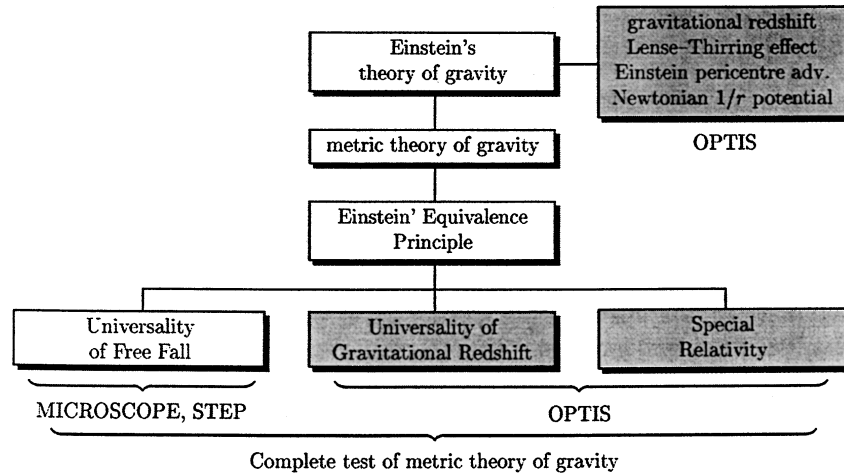 Einstein's
theory of gravity
gravitational redshift
Lense–Thirring effect
Einstein pericentre adv.
Newtonian 1/r potential
OPTIS
metric theory of gravity
Einstein' Equivalence
Principle
Universality
of Free Fall
Universality of
Gravitational Redshift
Special
Relativity
MICROSCOPE, STEP
OPTIS
Complete test of metric theory of gravity